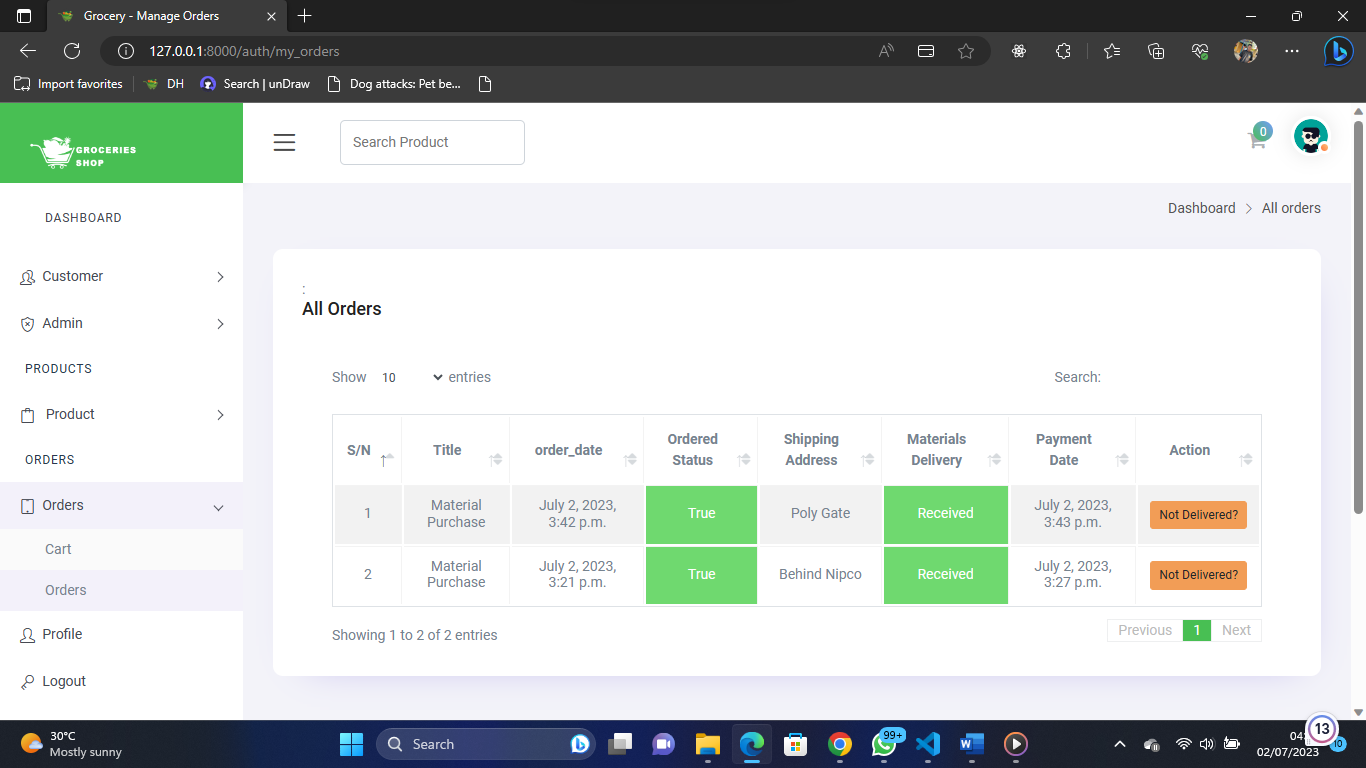 Grocery - Manage Orders
127.0.0.1:8000/auth/my_orders
Import favorites
DH
Search | unDraw
Dog attacks: Pet be...
GROCERIES
SHOP
Search Product
0
DASHBOARD
Dashboard > All orders
Customer
Admin
PRODUCTS
Product
ORDERS
Orders
Cart
Orders
Profile
Logout
:
All Orders
Show 10 entries
Search:
S/N Title order_date Ordered Status Shipping Address Materials Delivery Payment Date Action
1 Material Purchase July 2, 2023, 3:42 p.m. True Poly Gate Received July 2, 2023, 3:43 p.m. Not Delivered?
2 Material Purchase July 2, 2023, 3:21 p.m. True Behind Nipco Received July 2, 2023, 3:27 p.m. Not Delivered?
Showing 1 to 2 of 2 entries
Previous 1 Next
30°C
Mostly sunny
Search
99+
13
02/07/2023
10